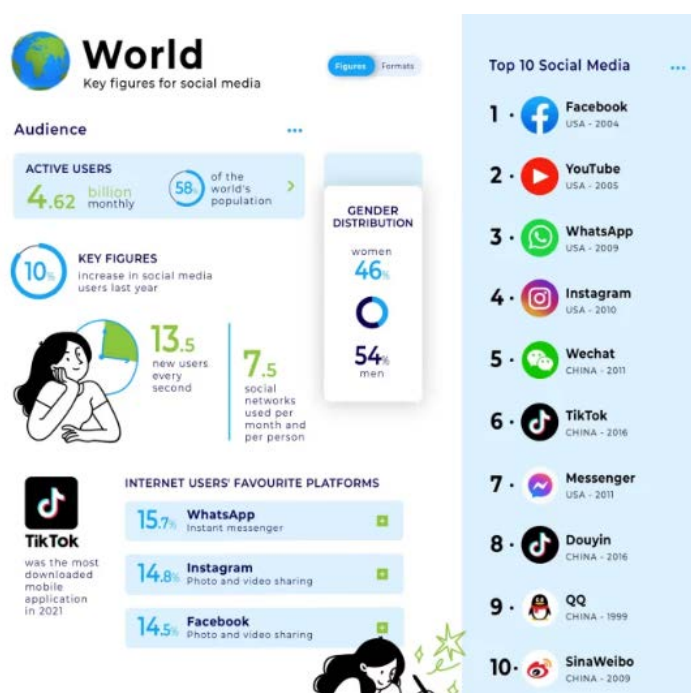 World
Key figures for social media
Figures
Formats
Audience
ACTIVE USERS
4.62 billion
monthly
58%
of the
world's
population
GENDER
DISTRIBUTION
women
46%
54%
men
10%
KEY FIGURES
increase in social media
users last year
13.5
new users
every
second
7.5
social
networks
used per
month and
per person
TikTok
was the most
downloaded
mobile
application
in 2021
INTERNET USERS' FAVOURITE PLATFORMS
15.7% WhatsApp
Instant messenger
14.8% Instagram
Photo and video sharing
14.5% Facebook
Photo and video sharing
Top 10 Social Media
1 · Facebook
USA - 2004
2 · YouTube
USA - 2005
3 · WhatsApp
USA - 2009
4 · Instagram
USA - 2010
5 · Wechat
CHINA - 2011
6 · TikTok
CHINA - 2016
7 · Messenger
USA - 2011
8 · Douyin
CHINA - 2016
9 · QQ
CHINA - 1999
10 · SinaWeibo
CHINA - 2009